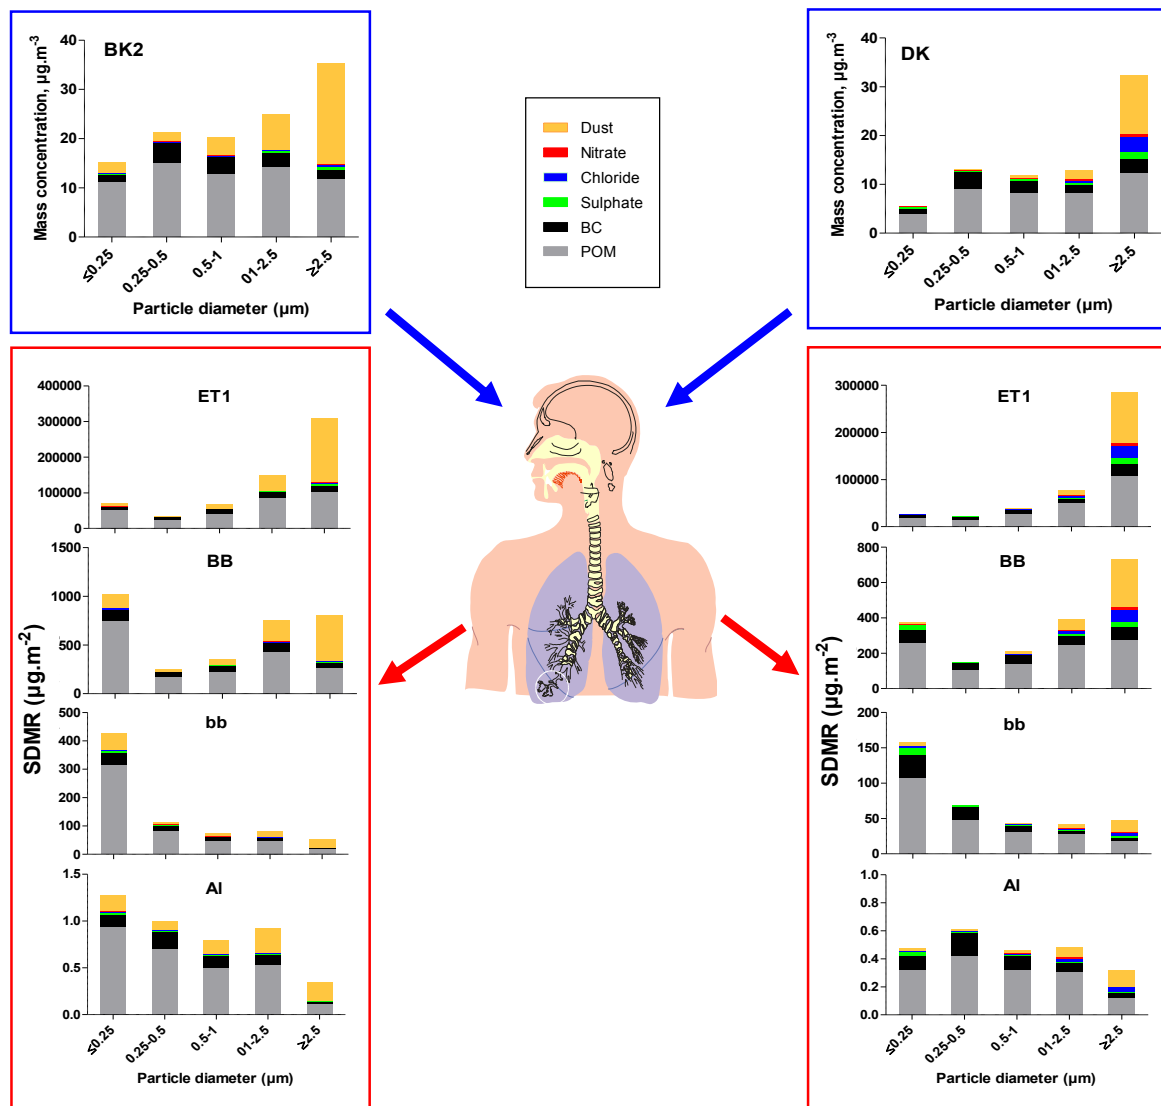 BK2
Mass concentration, µg.m⁻³
40
30
20
10
0
≤0.25
0.25-0.5
0.5-1
01-2.5
≥2.5
Particle diameter (µm)
Dust
Nitrate
Chloride
Sulphate
BC
POM
DK
Mass concentration, µg.m⁻³
40
30
20
10
0
≤0.25
0.25-0.5
0.5-1
01-2.5
≥2.5
Particle diameter (µm)
SDMR (µg.m⁻²)
ET1
400000
300000
200000
100000
0
BB
1500
1000
500
0
bb
500
400
300
200
100
0
Al
1.5
1.0
0.5
0.0
≤0.25
0.25-0.5
0.5-1
01-2.5
≥2.5
Particle diameter (µm)
SDMR (µg.m⁻²)
ET1
300000
200000
100000
0
BB
800
600
400
200
0
bb
200
150
100
50
0
Al
1.0
0.8
0.6
0.4
0.2
0.0
≤0.25
0.25-0.5
0.5-1
01-2.5
≥2.5
Particle diameter (µm)